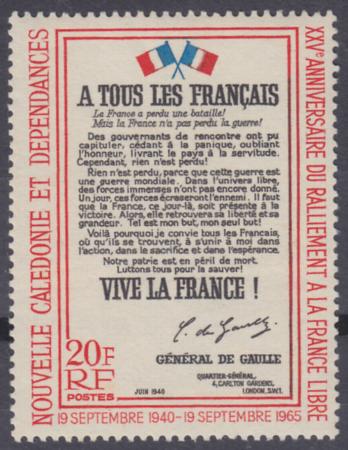 NOUVELLE CALÉDONIE ET DÉPENDANCES
XXVe ANNIVERSAIRE DU RALLIEMENT A LA FRANCE LIBRE
A TOUS LES FRANÇAIS
La France a perdu une bataille!
Mais la France n'a pas perdu la guerre!
Des gouvernants de rencontre ont pu
capituler, cédant à la panique, oubliant
l'honneur, livrant le pays à la servitude.
Cependant, rien n'est perdu!
Rien n'est perdu, parce que cette guerre est
une guerre mondiale. Dans l'univers libre,
des forces immenses n'ont pas encore donné.
Un jour, ces forces écraseront l'ennemi. Il faut
que la France, ce jour-là, soit présente à la
victoire. Alors, elle retrouvera sa liberté et sa
grandeur. Tel est mon but, mon seul but!
Voilà pourquoi je convie tous les Français,
où qu'ils se trouvent, à s'unir à moi dans
l'action, dans le sacrifice et dans l'espérance.
Notre patrie est en péril de mort.
Luttons tous pour la sauver!
VIVE LA FRANCE !
C. de Gaulle
GÉNÉRAL DE GAULLE
QUARTIER-GÉNÉRAL,
4, CARLTON GARDENS,
LONDON, S.W.1.
JUIN 1940
20F
RF
POSTES
19 SEPTEMBRE 1940-19 SEPTEMBRE 1965